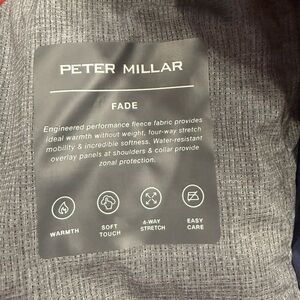 PETER MILLAR
FADE
Engineered performance fleece fabric provides
ideal warmth without weight, four-way stretch
mobility & incredible softness. Water-resistant
overlay panels at shoulders & collar provide
zonal protection.
WARMTH
SOFT
TOUCH
4-WAY
STRETCH
EASY
CARE